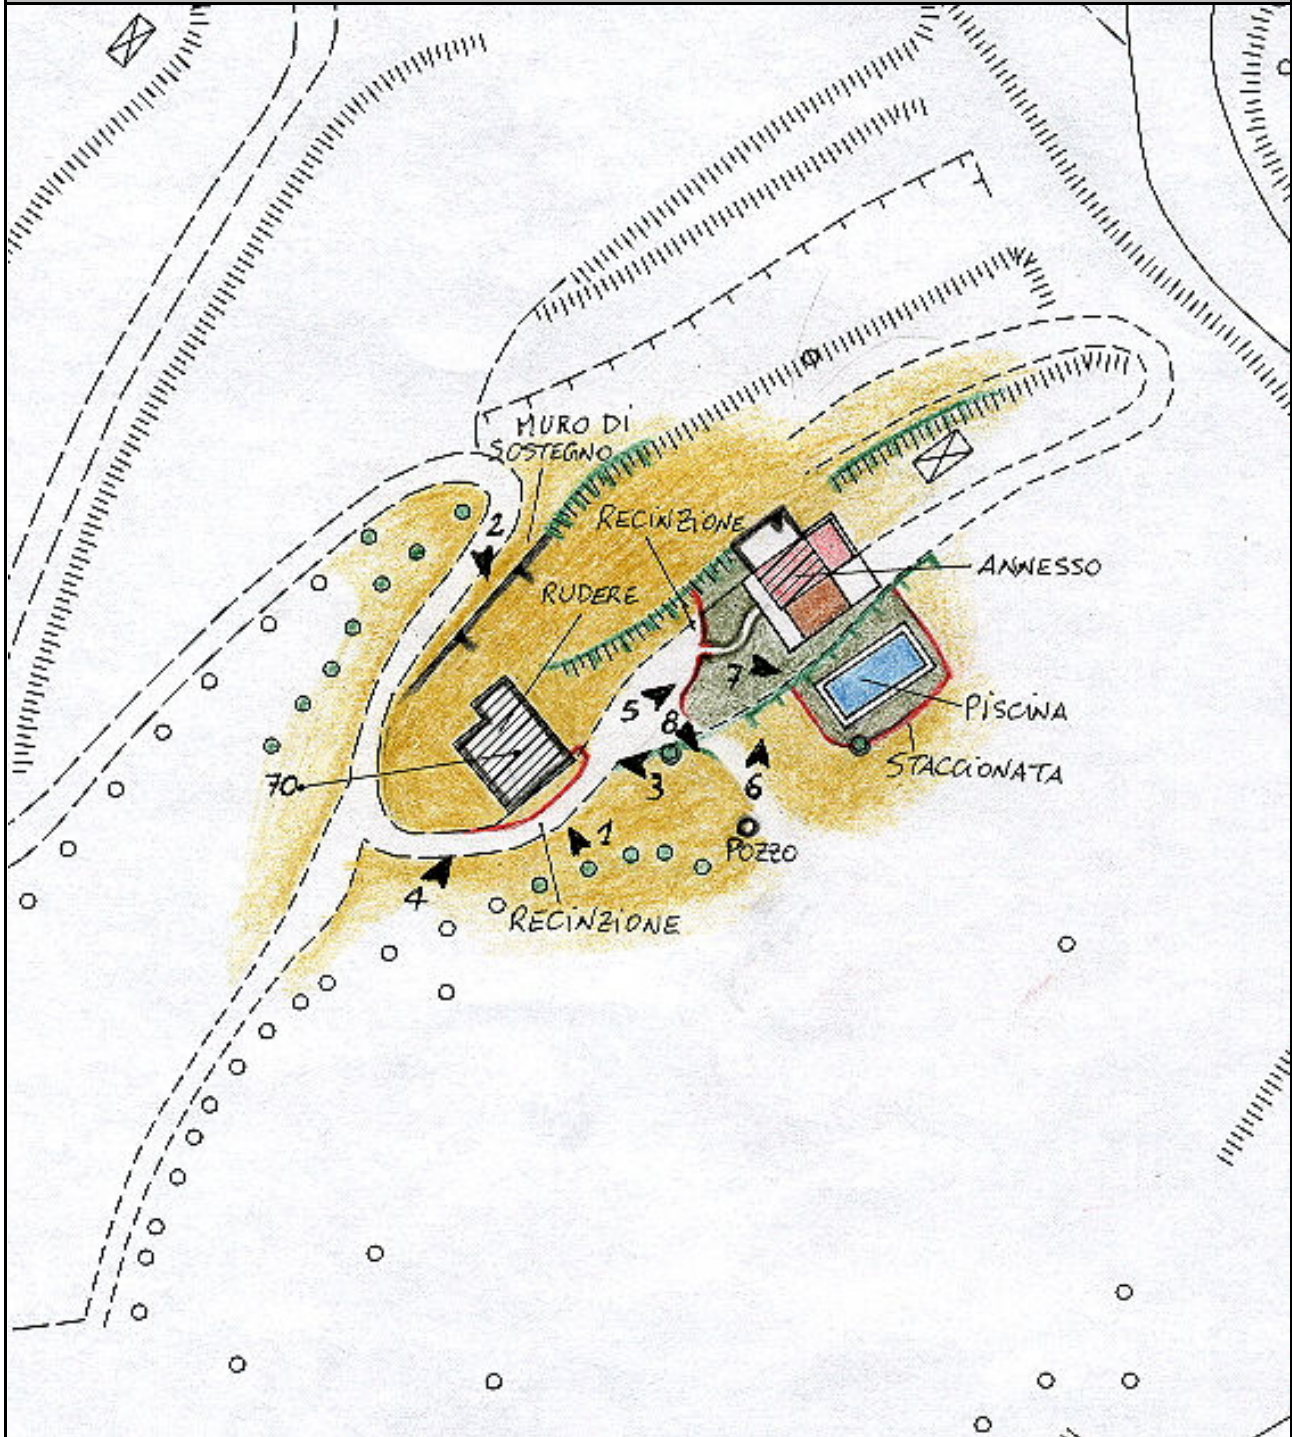 MURO DI
SOSTEGNO
2
RECINZIONE
RUDERE
ANNESSO
7
5
8
PISCINA
STACCIONATA
70
3
6
1
POZZO
4
RECINZIONE